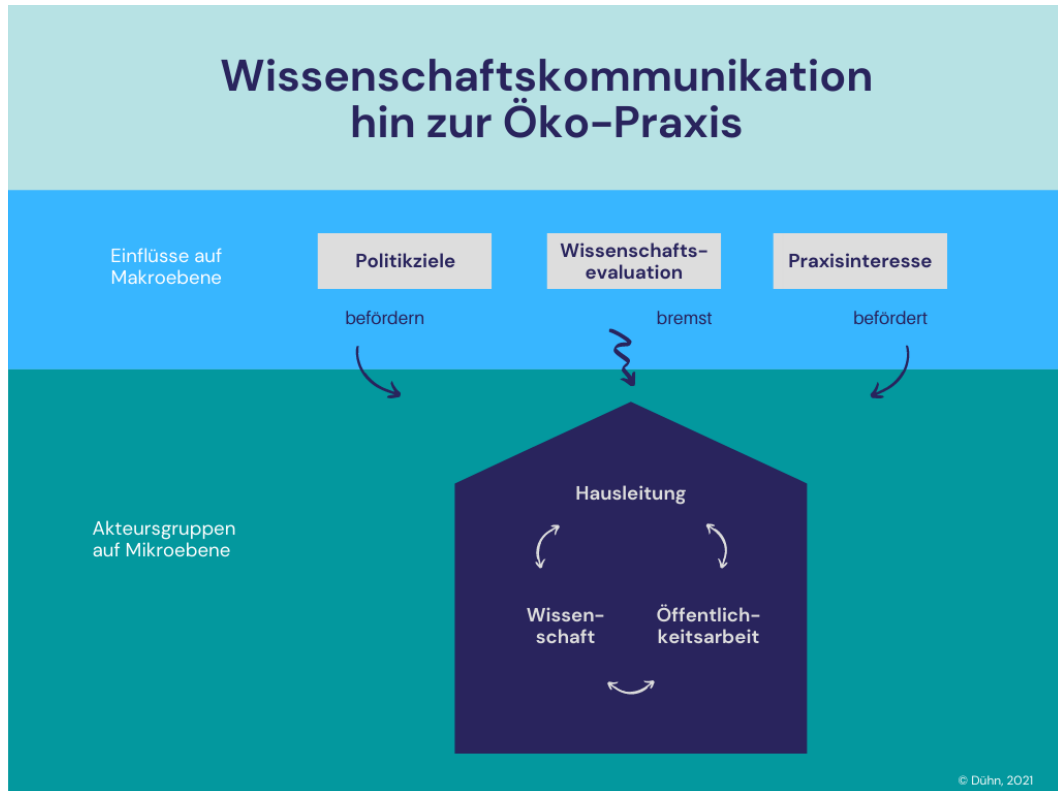 Wissenschaftskommunikation
hin zur Öko-Praxis
Einflüsse auf
Makroebene
Politikziele
Wissenschafts-
evaluation
Praxisinteresse
befördern
bremst
befördert
Akteursgruppen
auf Mikroebene
Hausleitung
Wissen-
schaft
Öffentlich-
keitsarbeit
© Dühn, 2021